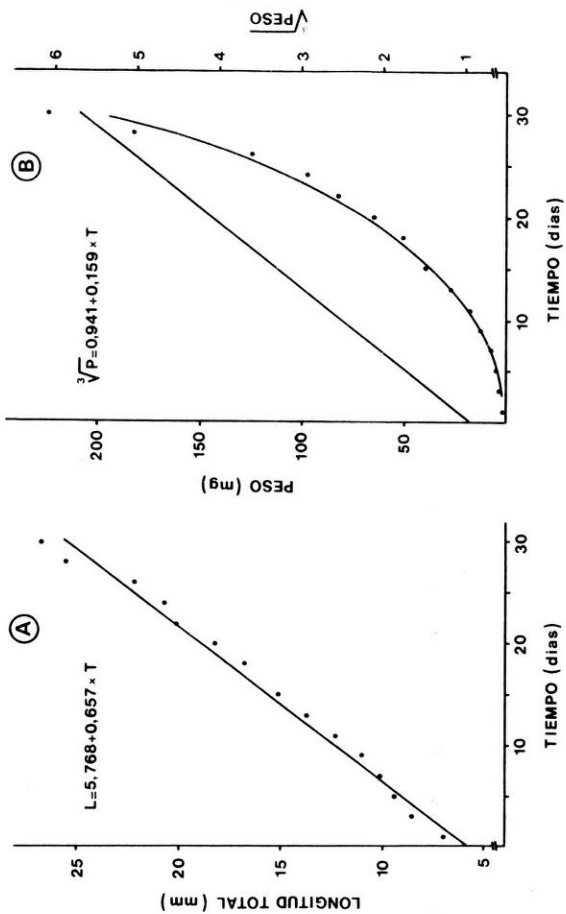 A
L=5,768+0,657 × T
LONGITUD TOTAL (mm)
25
20
15
10
5
10
20
30
TIEMPO (dias)
B
∛P=0,941+0,159 × T
PESO (mg)
200
150
100
50
10
20
30
TIEMPO (dias)
∛PESO
6
5
4
3
2
1